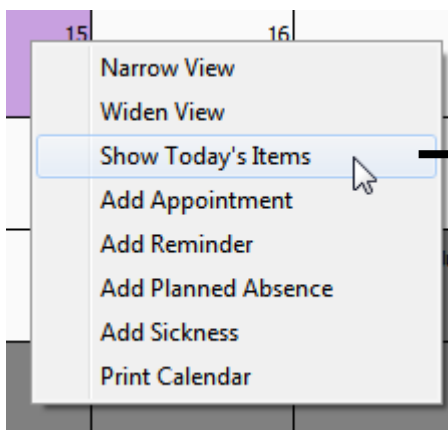 15 16
Narrow View
Widen View
Show Today's Items
Add Appointment
Add Reminder
Add Planned Absence
Add Sickness
Print Calendar